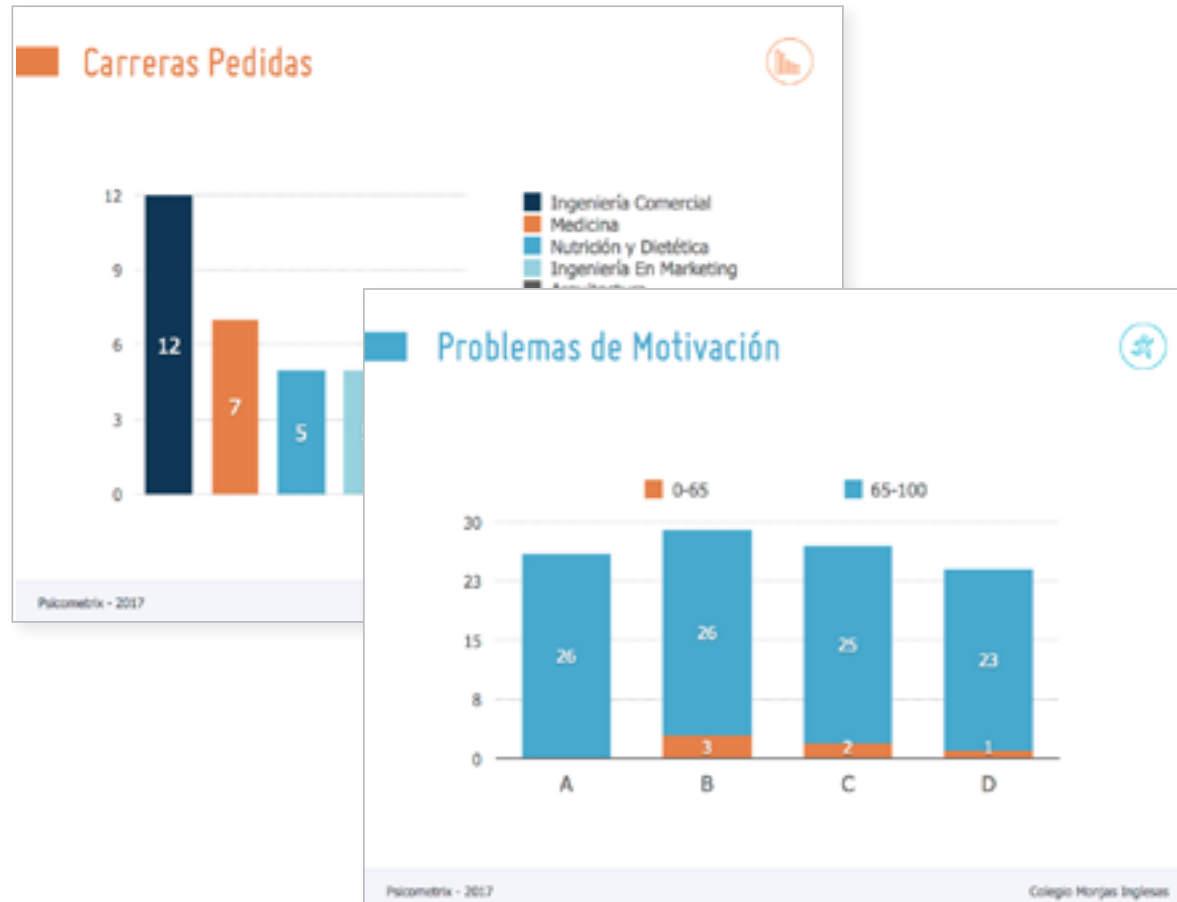 Carreras Pedidas
12
9
6
3
0
12
7
5
Ingeniería Comercial
Medicina
Nutrición y Dietética
Ingeniería En Marketing
Psicometrix - 2017
Problemas de Motivación
0-65
65-100
30
23
15
8
0
26
26
25
23
3
2
1
A
B
C
D
Psicometrix - 2017
Colegio Monjas Inglesas